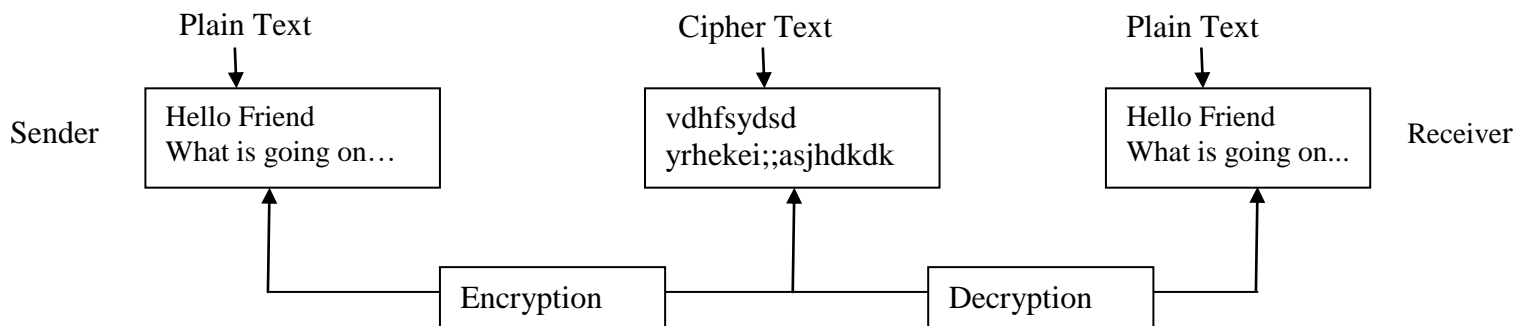 Plain Text
Cipher Text
Plain Text
Sender
Hello Friend
What is going on…
vdhfsydsd
yrhekei;;asjhdkdk
Hello Friend
What is going on...
Receiver
Encryption
Decryption